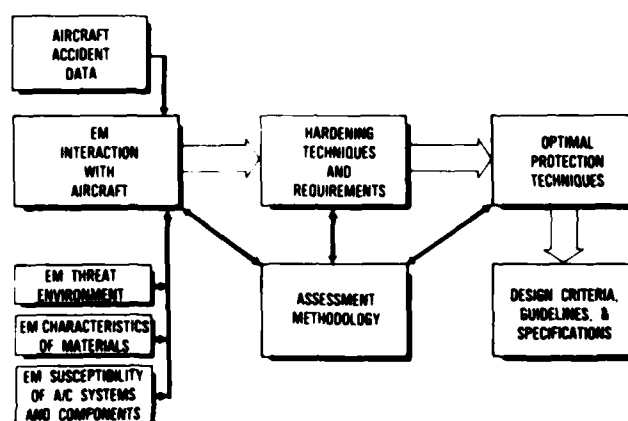 AIRCRAFT
ACCIDENT
DATA
EM
INTERACTION
WITH
AIRCRAFT
HARDENING
TECHNIQUES
AND
REQUIREMENTS
OPTIMAL
PROTECTION
TECHNIQUES
EM THREAT
ENVIRONMENT
EM CHARACTERISTICS
OF MATERIALS
EM SUSCEPTIBILITY
OF A/C SYSTEMS
AND COMPONENTS
ASSESSMENT
METHODOLOGY
DESIGN CRITERIA,
GUIDELINES, &
SPECIFICATIONS